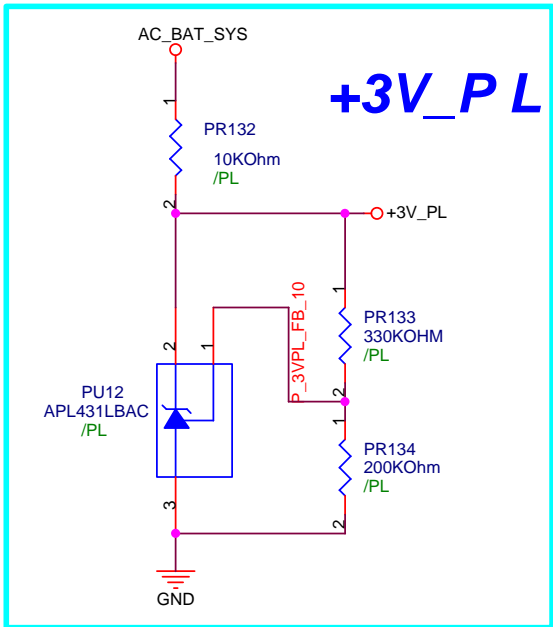 AC_BAT_SYS
+3V_P L
1
PR132
10KOhm
/PL
2
+3V_PL
P_3VPL_FB_10
1
PR133
330KOHM
/PL
2
2
1
PU12
APL431LBAC
/PL
1
PR134
200KOhm
/PL
3
2
GND